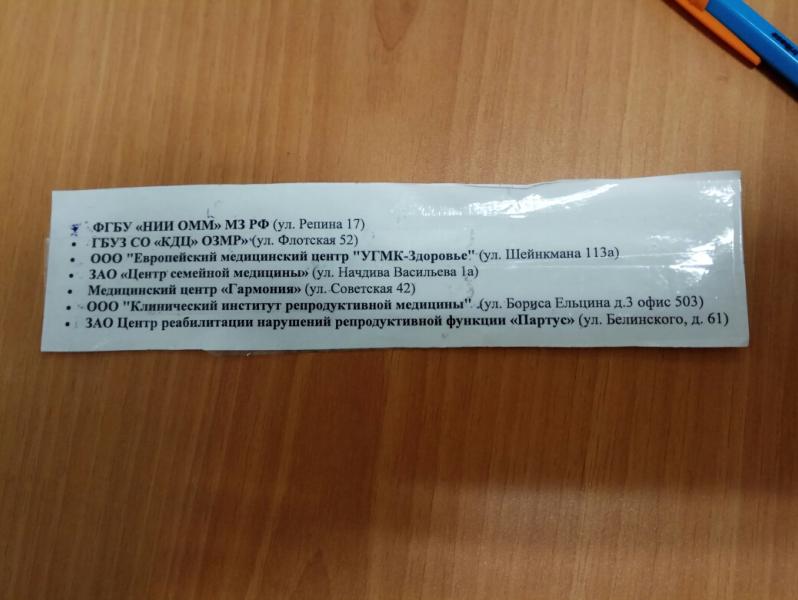 ФГБУ «НИИ ОММ» МЗ РФ (ул. Репина 17)
• ГБУЗ СО «КДЦ» ОЗМР» (ул. Флотская 52)
• ООО "Европейский медицинский центр "УГМК-Здоровье" (ул. Шейнкмана 113а)
• ЗАО «Центр семейной медицины» (ул. Начдива Васильева 1а)
• Медицинский центр «Гармония» (ул. Советская 42)
• ООО "Клинический институт репродуктивной медицины" .(ул. Бориса Ельцина д.3 офис 503)
• ЗАО Центр реабилитации нарушений репродуктивной функции «Партус» (ул. Белинского, д. 61)